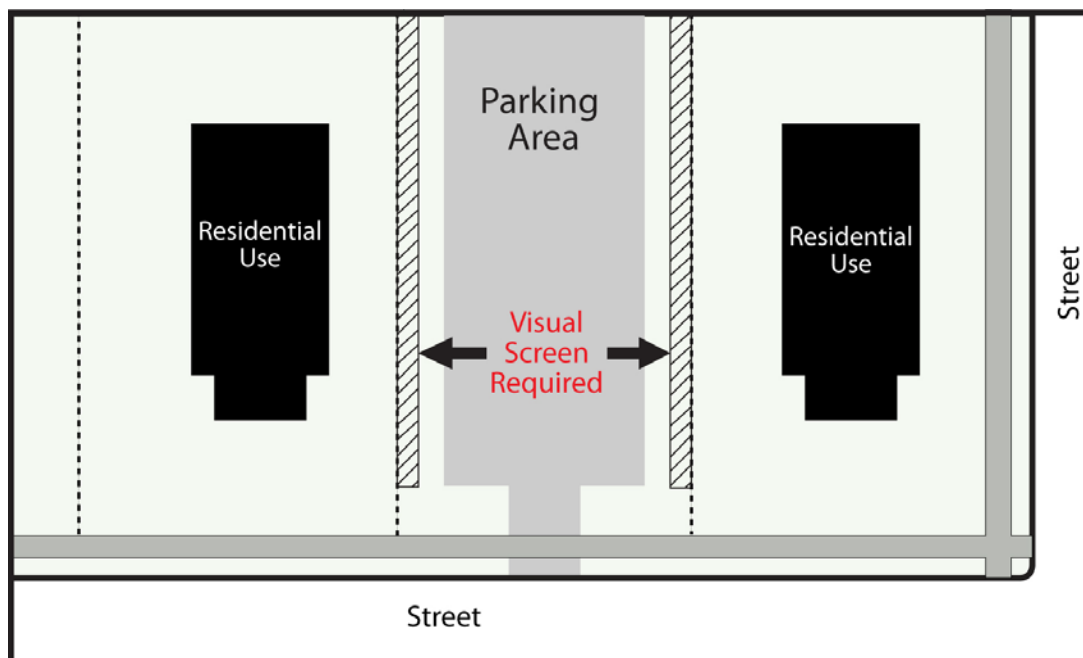 Parking
Area
Residential
Use
Residential
Use
Visual
Screen
Required
Street
Street